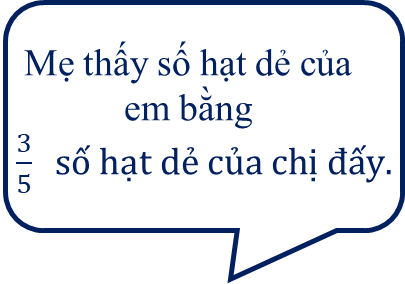 Mẹ thấy số hạt dẻ của
em bằng
3/5 số hạt dẻ của chị đấy.